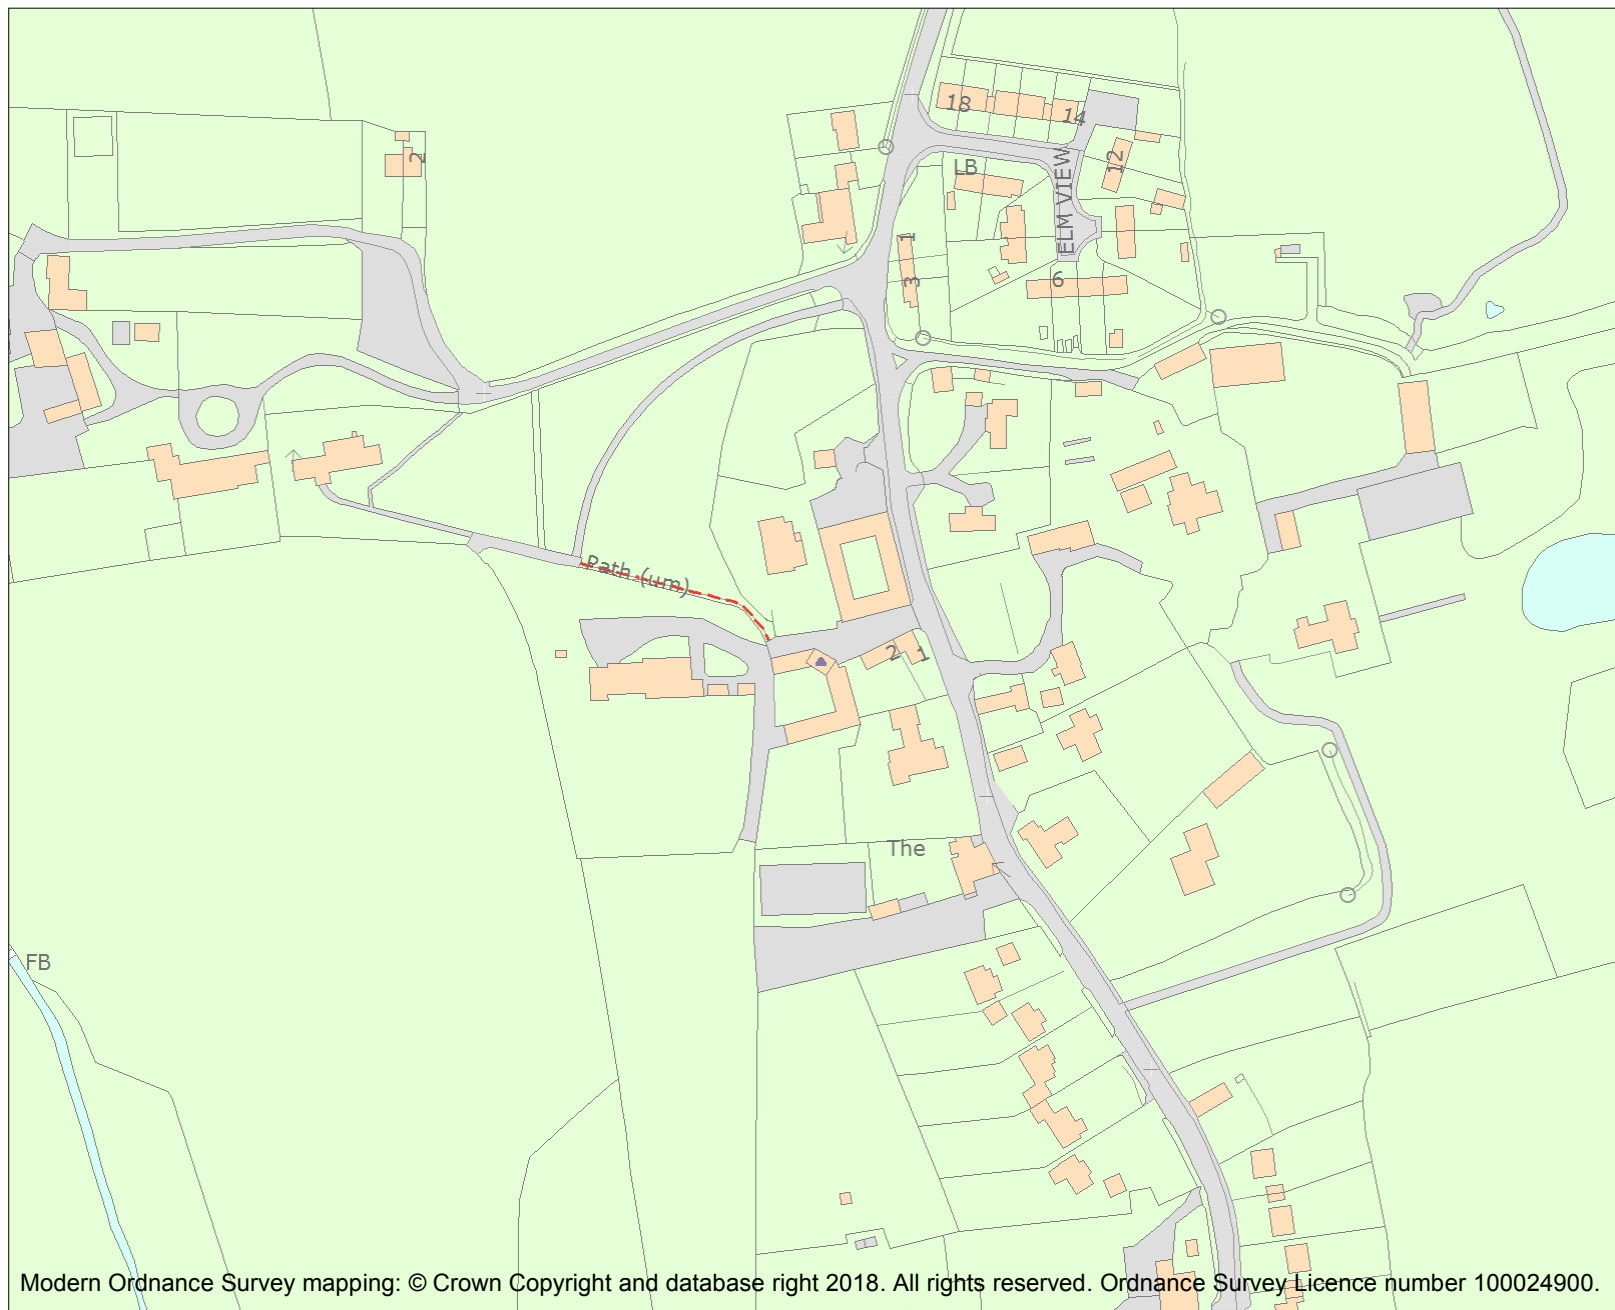 18
14
2
12
LB
ELM VIEW
1
3
6
Path (um)
2
1
The
FB
Modern Ordnance Survey mapping: © Crown Copyright and database right 2018. All rights reserved. Ordnance Survey Licence number 100024900.